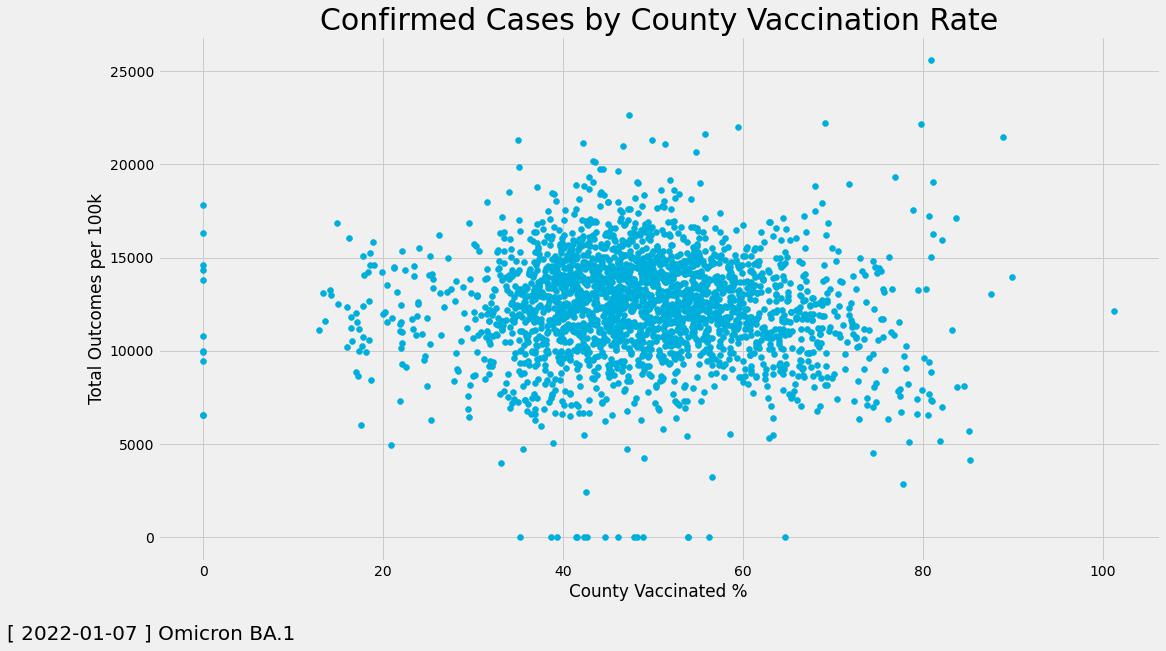 Confirmed Cases by County Vaccination Rate
25000
20000
15000
10000
5000
0
Total Outcomes per 100k
0 20 40 60 80 100
County Vaccinated %
[ 2022-01-07 ] Omicron BA.1